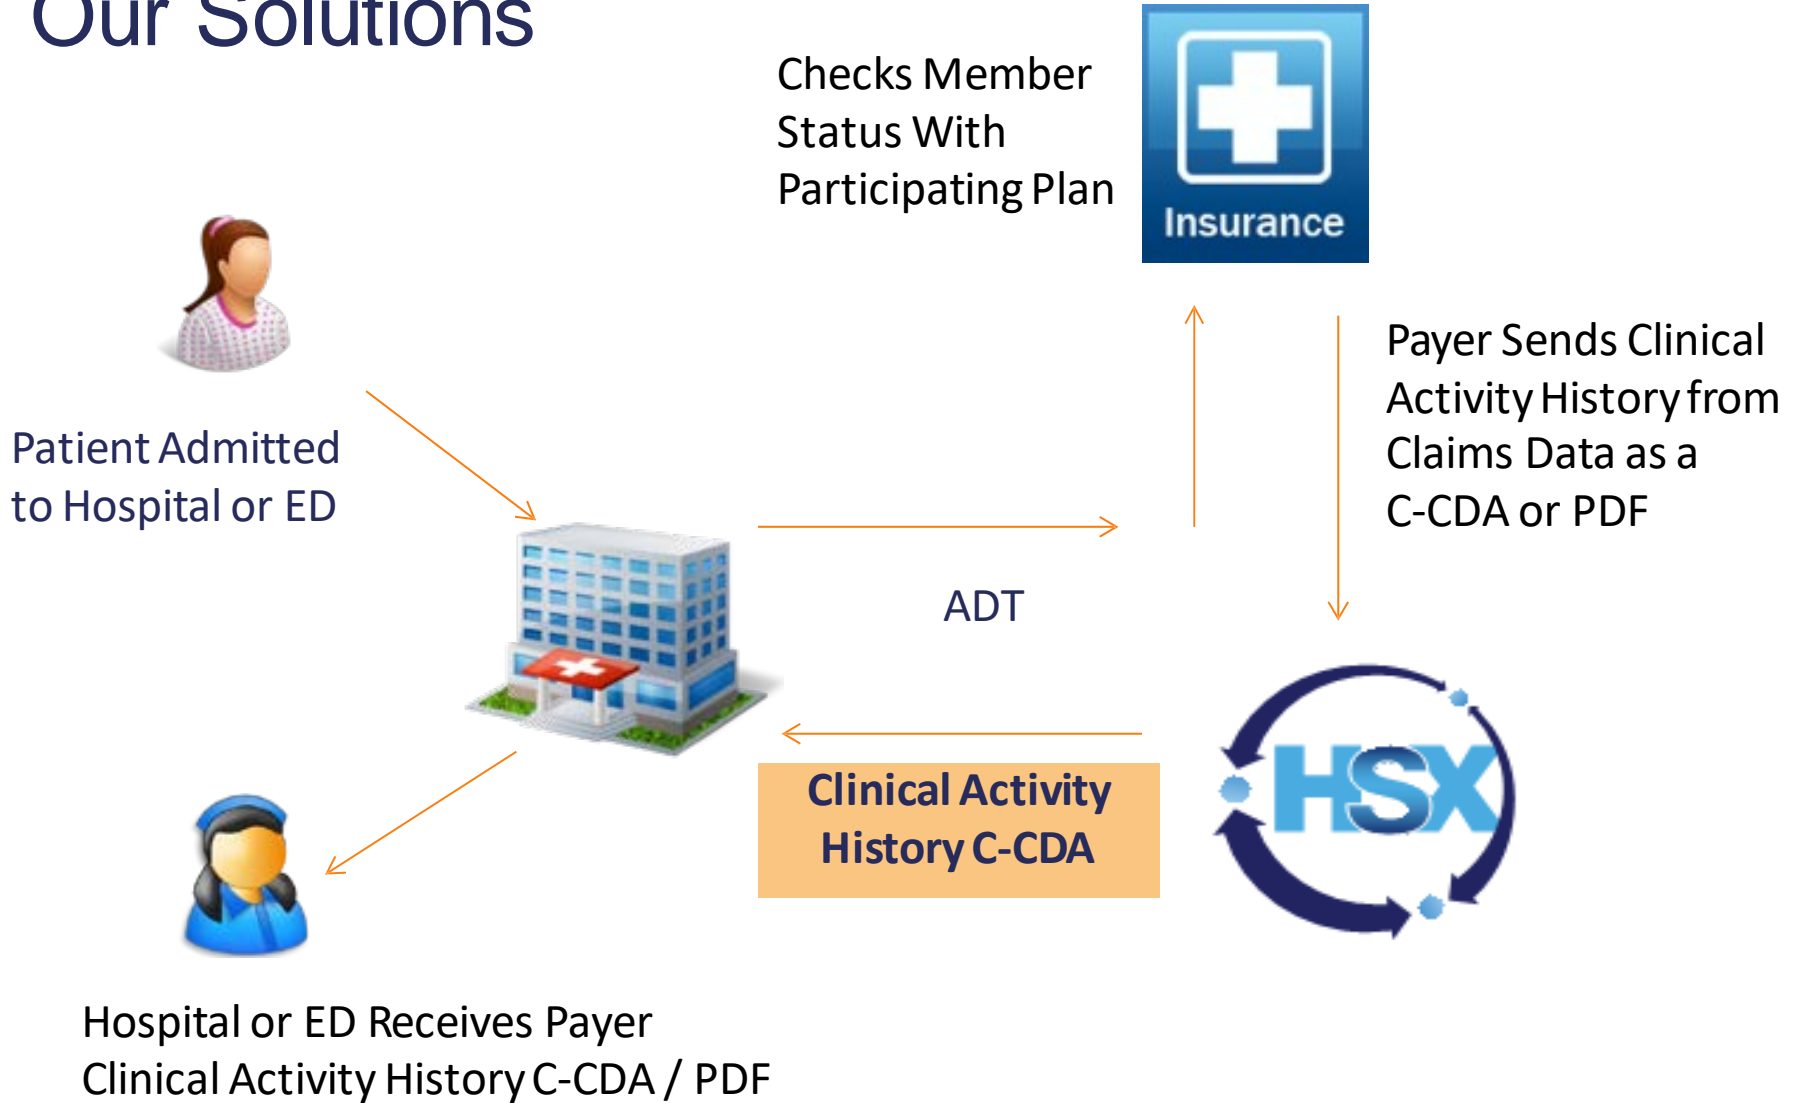 Our Solutions
Checks Member
Status With
Participating Plan
Insurance
Patient Admitted
to Hospital or ED
Payer Sends Clinical
Activity History from
Claims Data as a
C-CDA or PDF
ADT
Clinical Activity
History C-CDA
HSX
Hospital or ED Receives Payer
Clinical Activity History C-CDA / PDF